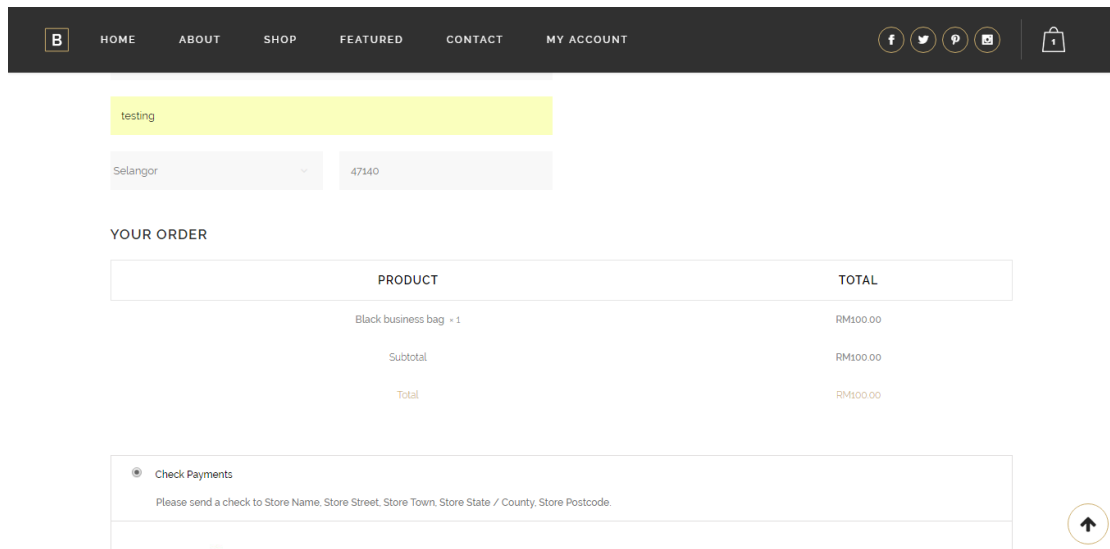 B HOME ABOUT SHOP FEATURED CONTACT MY ACCOUNT 1
testing
Selangor 47140
YOUR ORDER
PRODUCT TOTAL
Black business bag × 1 RM100.00
Subtotal RM100.00
Total RM100.00
Check Payments
Please send a check to Store Name, Store Street, Store Town, Store State / County, Store Postcode.